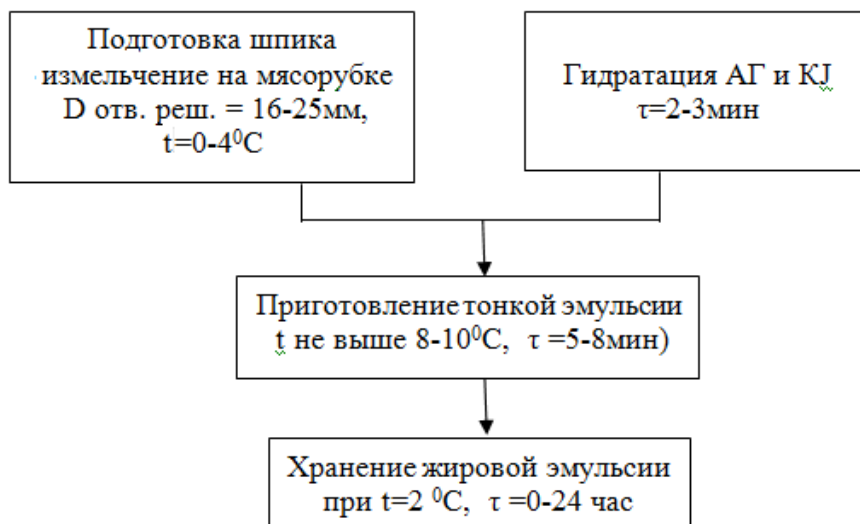 Подготовка шпика
измельчение на мясорубке
D отв. реш. = 16-25мм,
t=0-4⁰С
Гидратация АГ и KJ
τ=2-3мин
Приготовление тонкой эмульсии
t не выше 8-10⁰С, τ =5-8мин)
Хранение жировой эмульсии
при t=2 ⁰С, τ =0-24 час